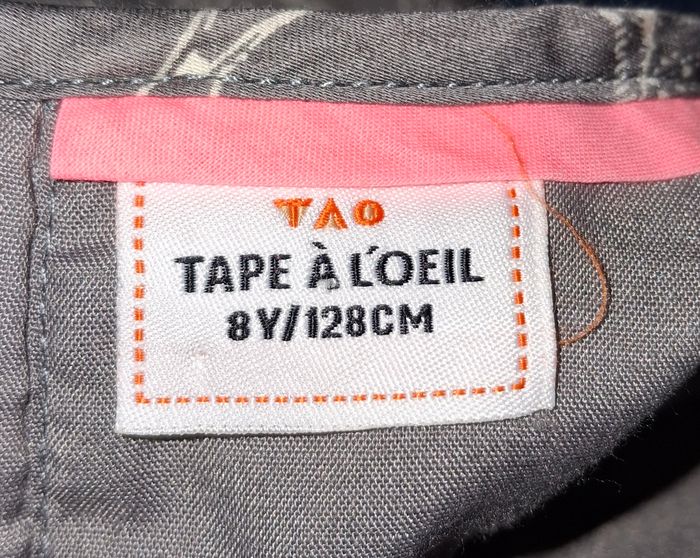 TAO
TAPE À L'OEIL
8Y/128CM